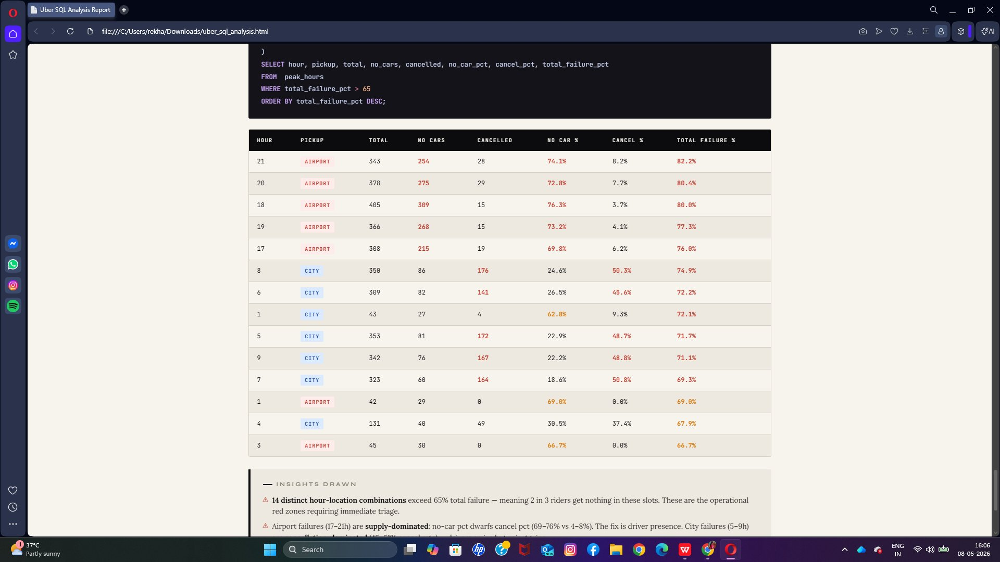 Uber SQL Analysis Report
file:///C:/Users/rekha/Downloads/uber_sql_analysis.html
AI
)
SELECT hour, pickup, total, no_cars, cancelled, no_car_pct, cancel_pct, total_failure_pct
FROM peak_hours
WHERE total_failure_pct > 65
ORDER BY total_failure_pct DESC;
HOUR PICKUP TOTAL NO CARS CANCELLED NO CAR % CANCEL % TOTAL FAILURE %
21 AIRPORT 343 254 28 74.1% 8.2% 82.2%
20 AIRPORT 378 275 29 72.8% 7.7% 80.4%
18 AIRPORT 405 309 15 76.3% 3.7% 80.0%
19 AIRPORT 366 268 15 73.2% 4.1% 77.3%
17 AIRPORT 308 215 19 69.8% 6.2% 76.0%
8 CITY 350 86 176 24.6% 50.3% 74.9%
6 CITY 309 82 141 26.5% 45.6% 72.2%
1 CITY 43 27 4 62.8% 9.3% 72.1%
5 CITY 353 81 172 22.9% 48.7% 71.7%
9 CITY 342 76 167 22.2% 48.8% 71.1%
7 CITY 323 60 164 18.6% 50.8% 69.3%
1 AIRPORT 42 29 0 69.0% 0.0% 69.0%
4 CITY 131 40 49 30.5% 37.4% 67.9%
3 AIRPORT 45 30 0 66.7% 0.0% 66.7%
INSIGHTS DRAWN
14 distinct hour-location combinations exceed 65% total failure — meaning 2 in 3 riders get nothing in these slots. These are the operational
red zones requiring immediate triage.
Airport failures (17–21h) are supply-dominated: no-car pct dwarfs cancel pct (69–76% vs 4–8%). The fix is driver presence. City failures (5–9h)
1
37°C
Partly sunny
Search
hp
NEW
ENG
IN
16:06
08-06-2026